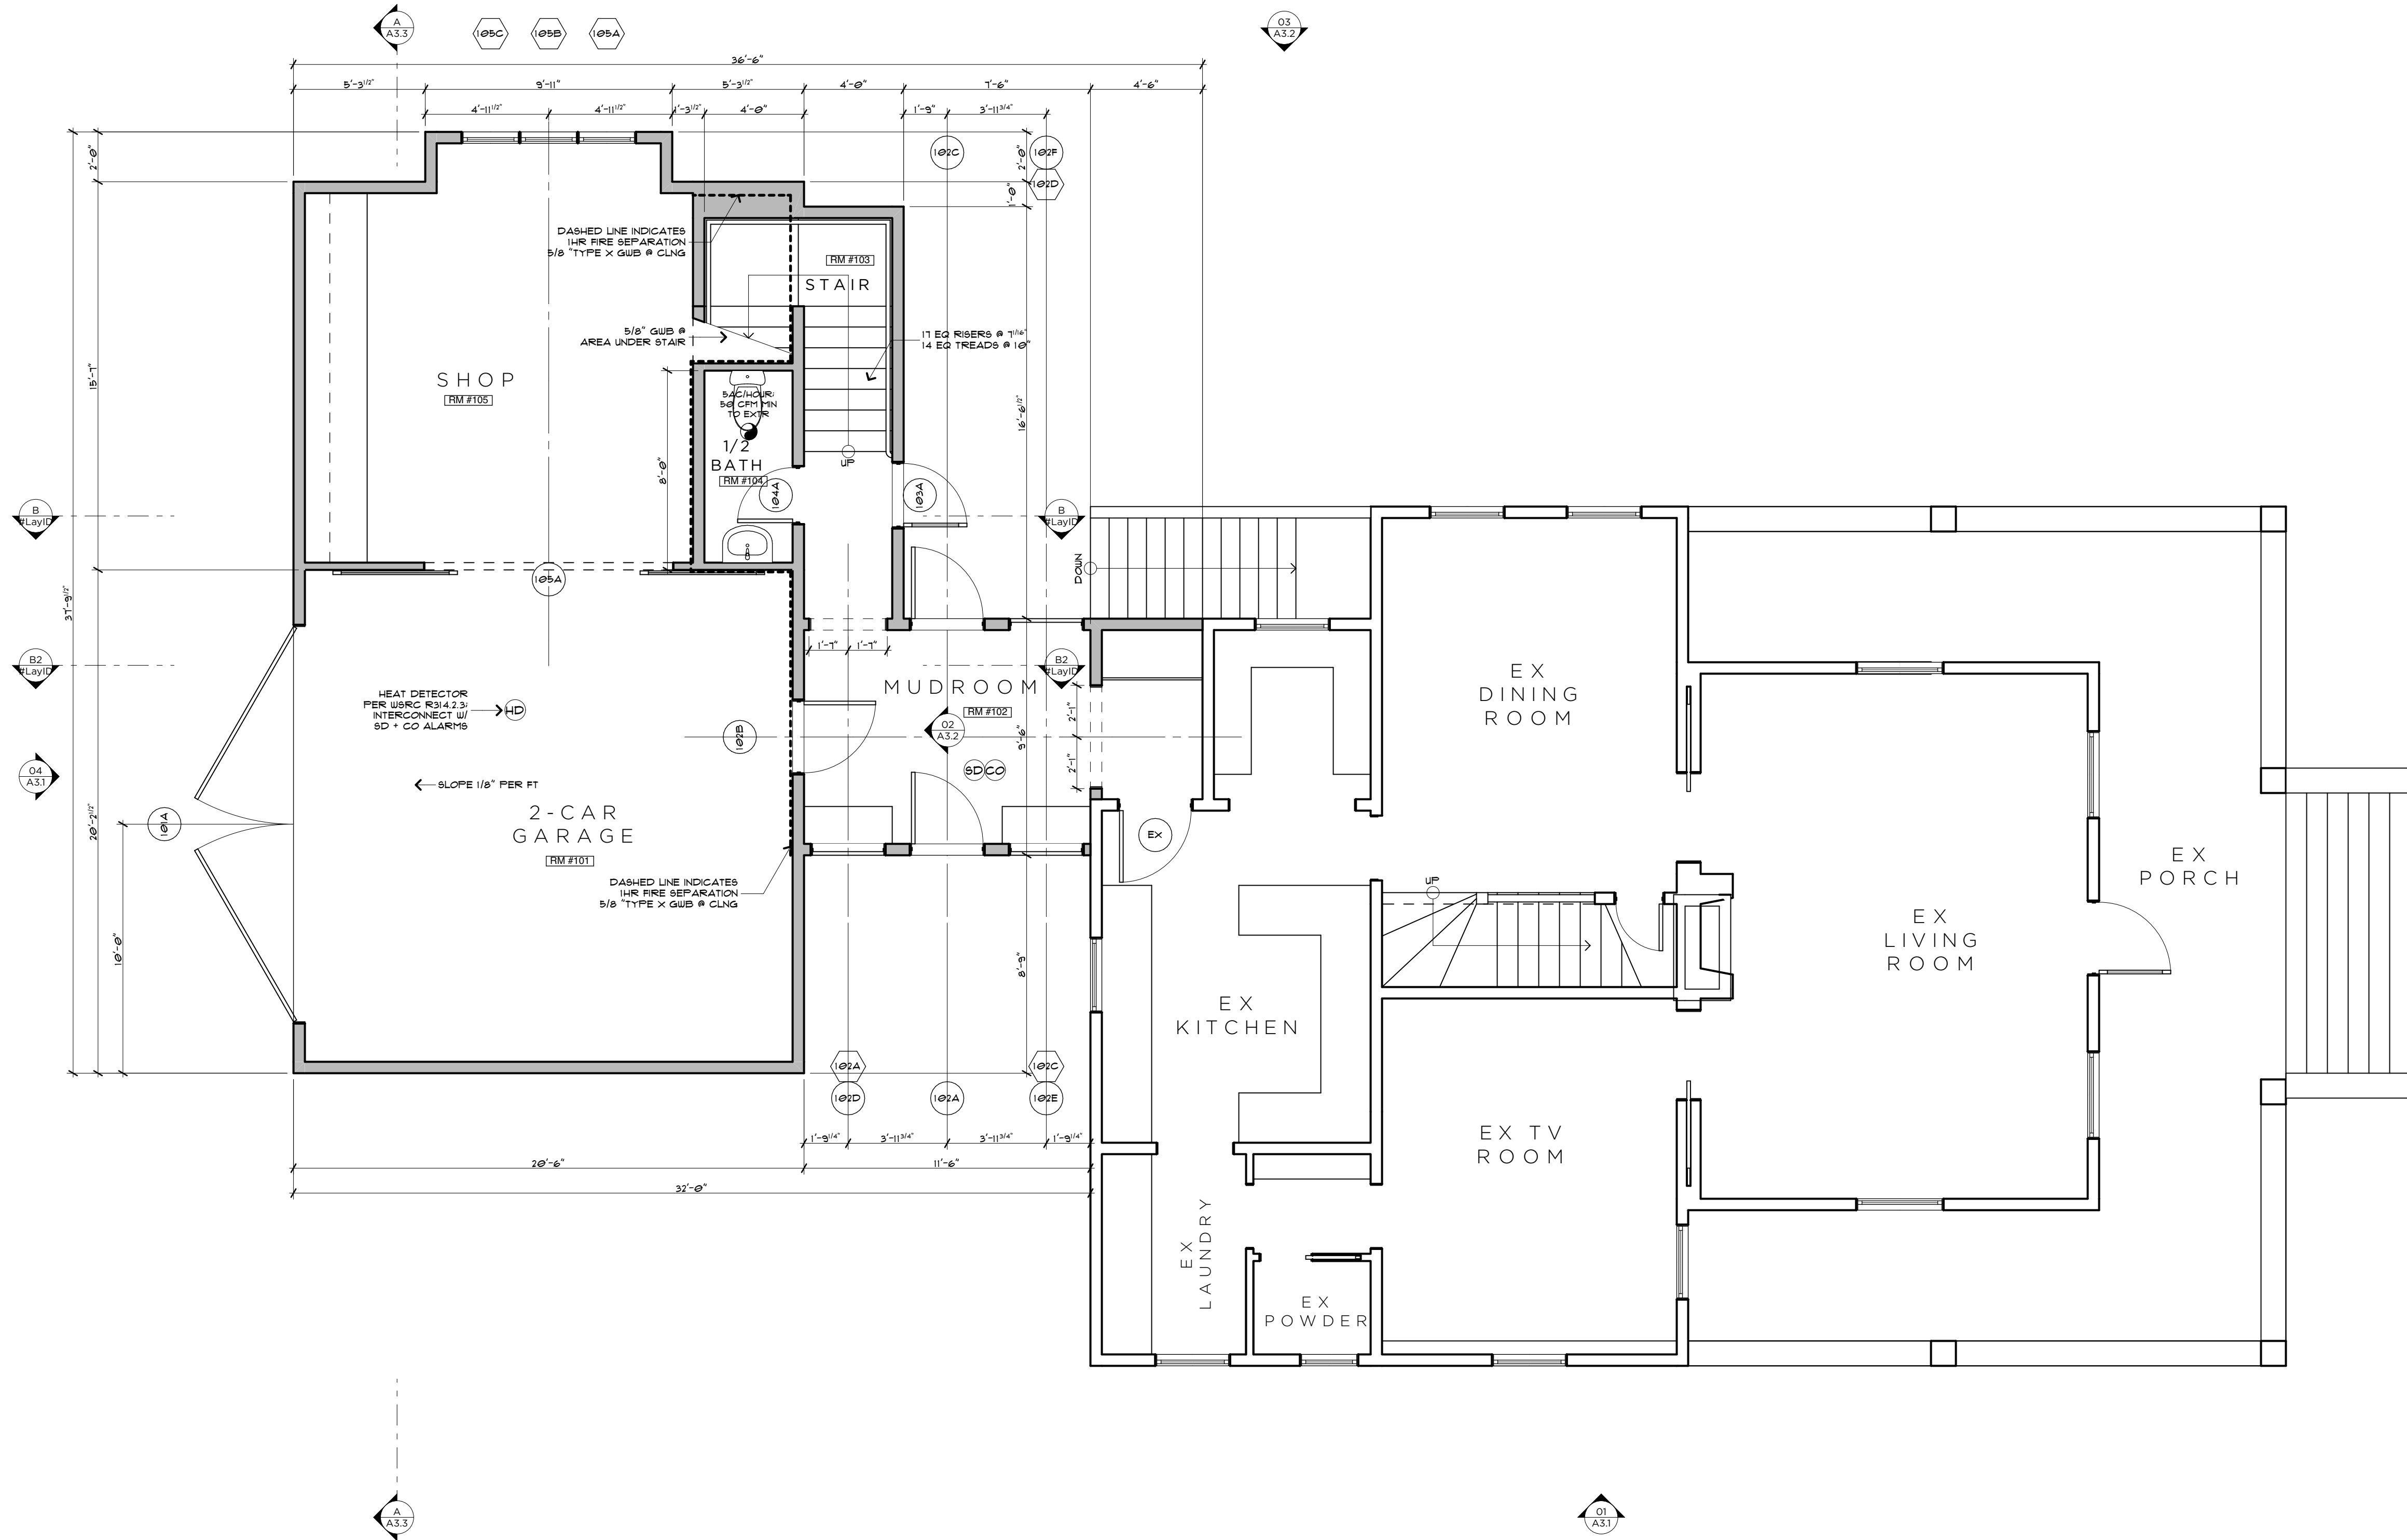 A
A3.3
105C
105B
105A
03
A3.2
36'-6"
5'-3 1/2"
9'-11"
5'-3 1/2"
4'-0"
7'-6"
4'-6"
4'-11 1/2"
4'-11 1/2"
1'-3 1/2"
4'-0"
1'-9"
3'-11 3/4"
2'-0"
102C
102F
2'-0"
102D
1'-0"
DASHED LINE INDICATES
1HR FIRE SEPARATION
5/8 "TYPE X GWB @ CLNG
RM #103
STAIR
5/8" GWB @
AREA UNDER STAIR
17 EQ RISERS @ 7 1/16"
14 EQ TREADS @ 10"
15'-7"
SHOP
RM #105
5AC/HOUR;
50 CFM MIN
TO EXTR
16'-6 1/2"
1/2
BATH
RM #104
8'-0"
UP
104A
103A
B
#LayID
B
#LayID
DOWN
105A
37'-9 1/2"
1'-7"
1'-7"
B2
#LayID
B2
#LayID
MUDROOM
RM #102
EX
DINING
ROOM
HEAT DETECTOR
PER WSRC R314.2.3;
INTERCONNECT W/
SD + CO ALARMS
HD
102B
02
A3.2
9'-6"
2'-1"
2'-1"
SD
CO
04
A3.1
SLOPE 1/8" PER FT
2-CAR
GARAGE
RM #101
101A
20'-2 1/2"
10'-0"
EX
DASHED LINE INDICATES
1HR FIRE SEPARATION
5/8 "TYPE X GWB @ CLNG
UP
EX
PORCH
EX
LIVING
ROOM
8'-9"
EX
KITCHEN
102A
102C
102D
102A
102E
1'-9 1/4"
3'-11 3/4"
3'-11 3/4"
1'-9 1/4"
EX TV
ROOM
20'-6"
11'-6"
32'-0"
EX
LAUNDRY
EX
POWDER
A
A3.3
01
A3.1